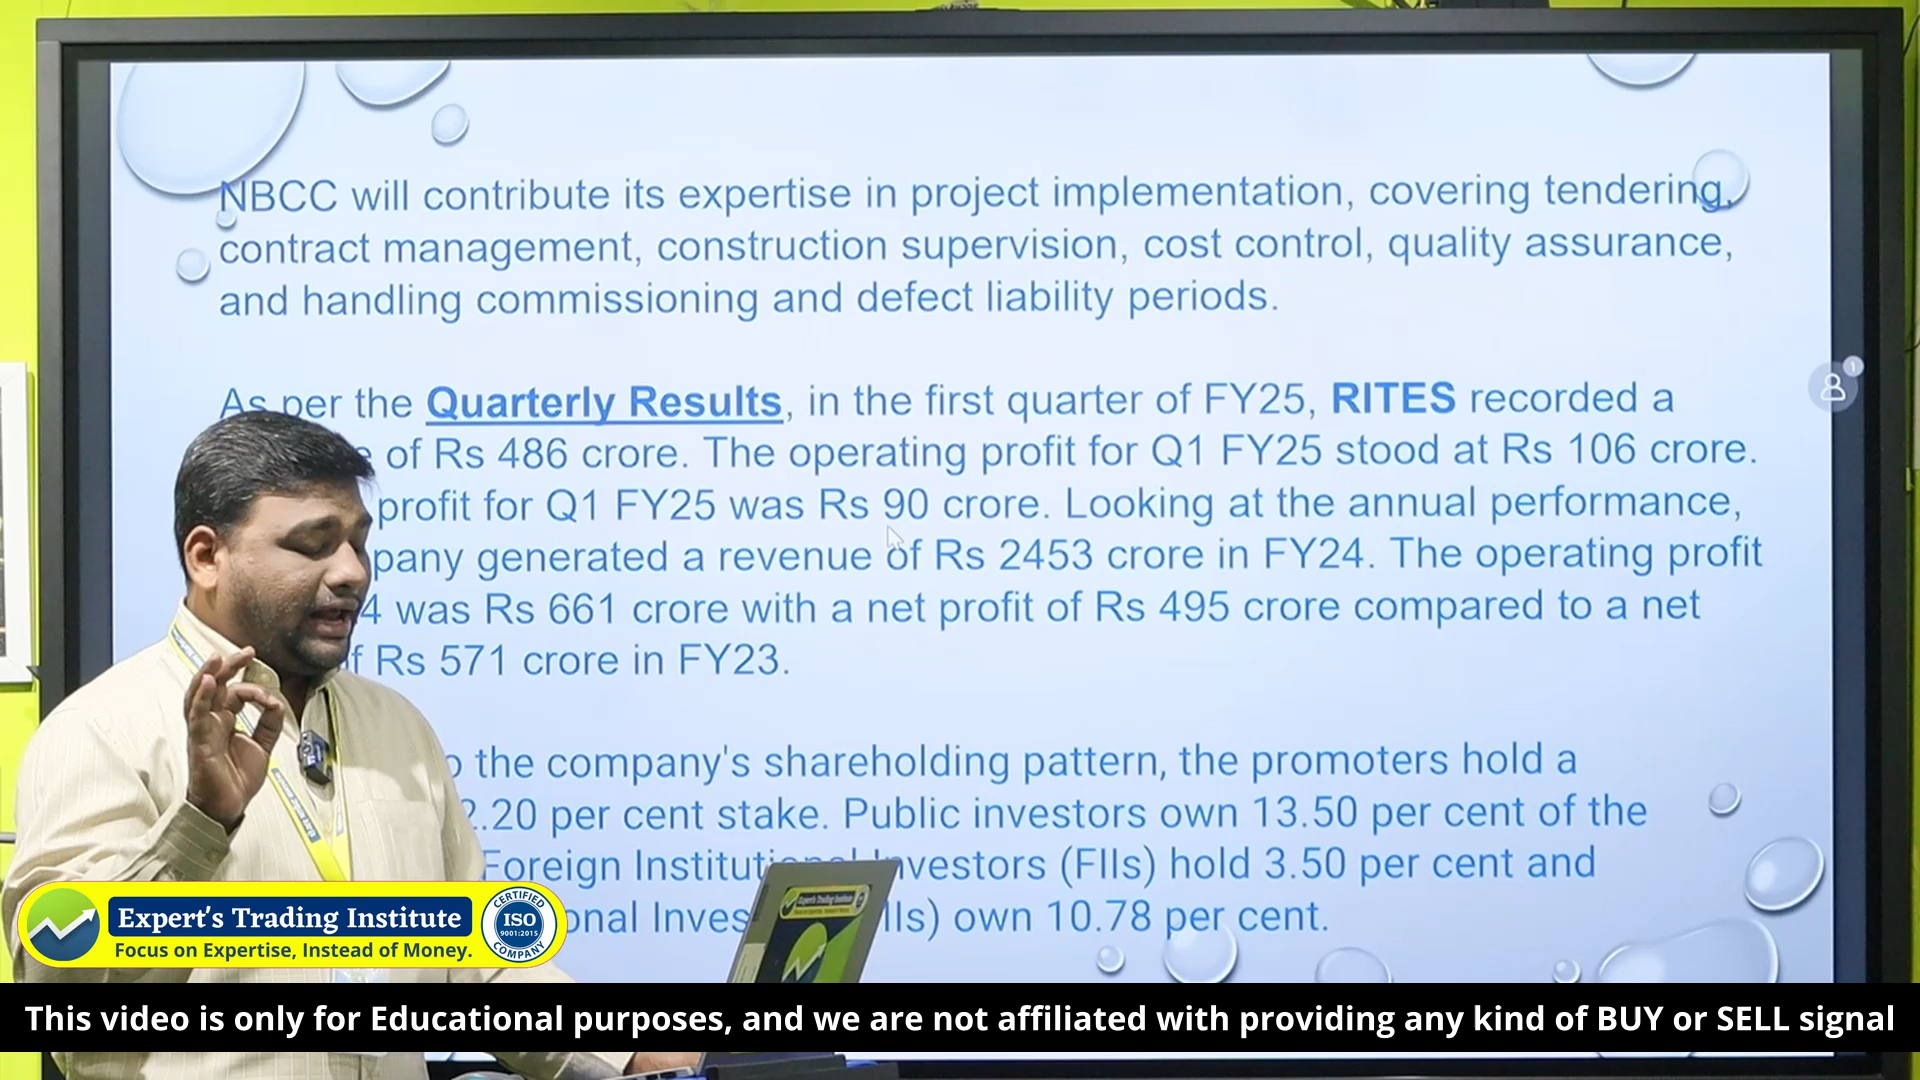 NBCC will contribute its expertise in project implementation, covering tendering,
contract management, construction supervision, cost control, quality assurance,
and handling commissioning and defect liability periods.
As per the Quarterly Results, in the first quarter of FY25, RITES recorded a
of Rs 486 crore. The operating profit for Q1 FY25 stood at Rs 106 crore.
profit for Q1 FY25 was Rs 90 crore. Looking at the annual performance,
pany generated a revenue of Rs 2453 crore in FY24. The operating profit
4 was Rs 661 crore with a net profit of Rs 495 crore compared to a net
f Rs 571 crore in FY23.
the company's shareholding pattern, the promoters hold a
2.20 per cent stake. Public investors own 13.50 per cent of the
Foreign Institutional Investors (FIIs) hold 3.50 per cent and
onal Inves IIs) own 10.78 per cent.
1
Expert's Trading Institute
Focus on Expertise, Instead of Money.
CERTIFIED
ISO
9001:2015
COMPANY
Expert's Trading Institute
This video is only for Educational purposes, and we are not affiliated with providing any kind of BUY or SELL signal